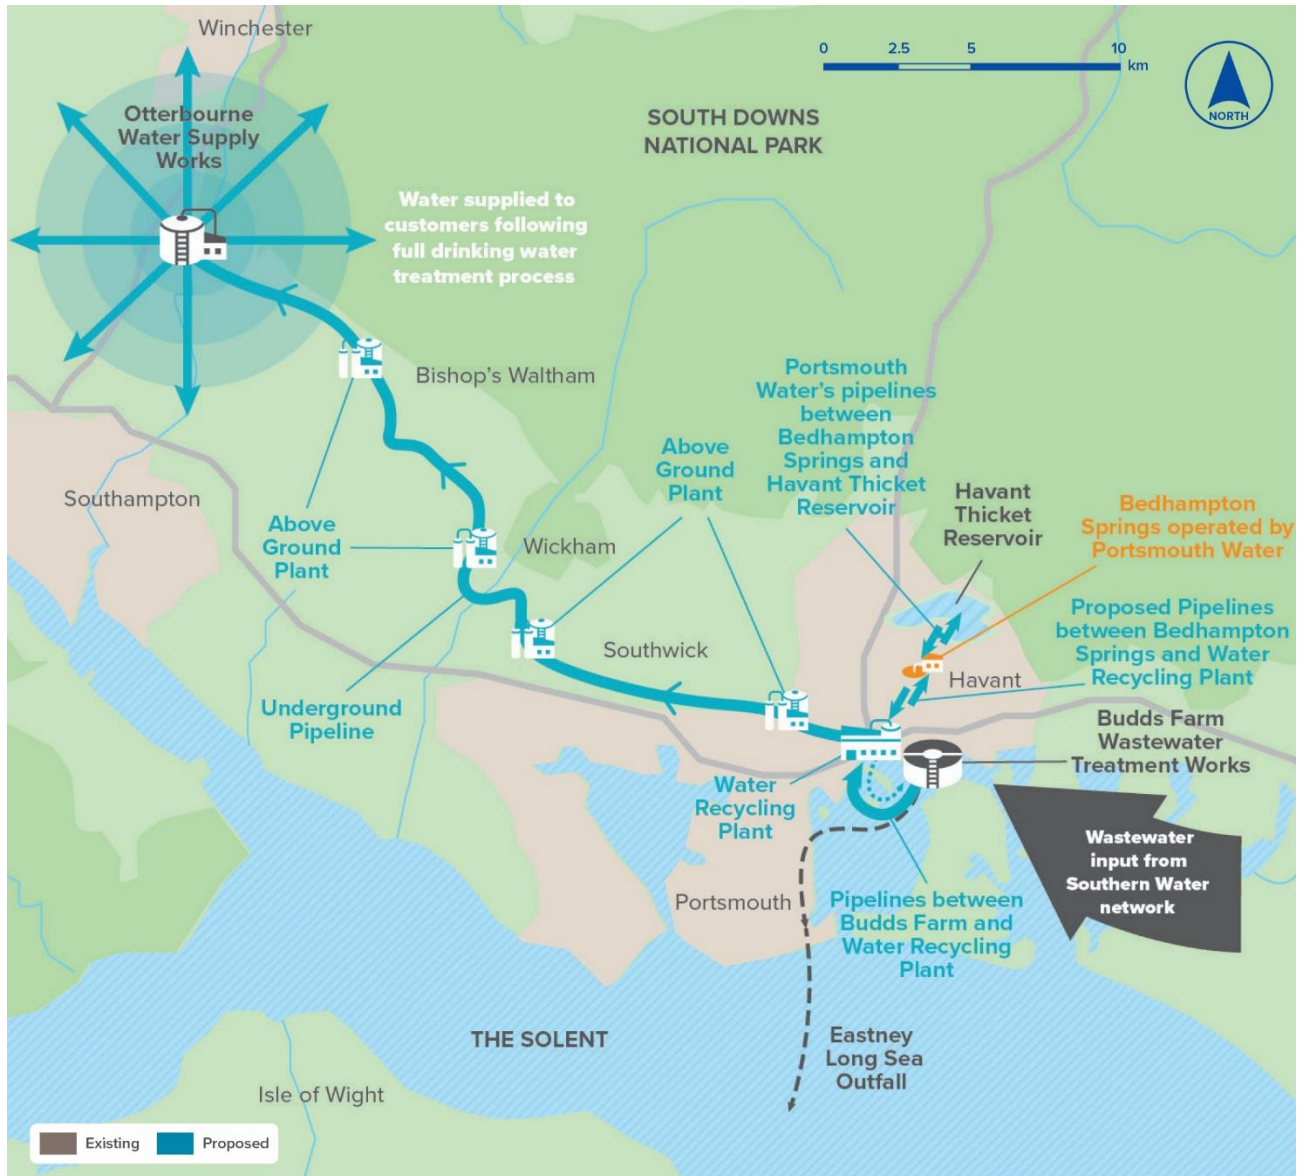 Winchester
0 2.5 5 10
km
NORTH
Otterbourne
Water Supply
Works
SOUTH DOWNS
NATIONAL PARK
Water supplied to
customers following
full drinking water
treatment process
Bishop's Waltham
Portsmouth
Water's pipelines
between
Bedhampton
Springs and
Havant Thicket
Reservoir
Above
Ground
Plant
Southampton
Havant
Thicket
Reservoir
Bedhampton
Springs operated by
Portsmouth Water
Above
Ground
Plant
Wickham
Proposed Pipelines
between Bedhampton
Springs and Water
Recycling Plant
Southwick
Havant
Underground
Pipeline
Budds Farm
Wastewater
Treatment Works
Water
Recycling
Plant
Wastewater
input from
Southern Water
network
Portsmouth
Pipelines between
Budds Farm and
Water Recycling
Plant
THE SOLENT
Eastney
Long Sea
Outfall
Isle of Wight
Existing
Proposed